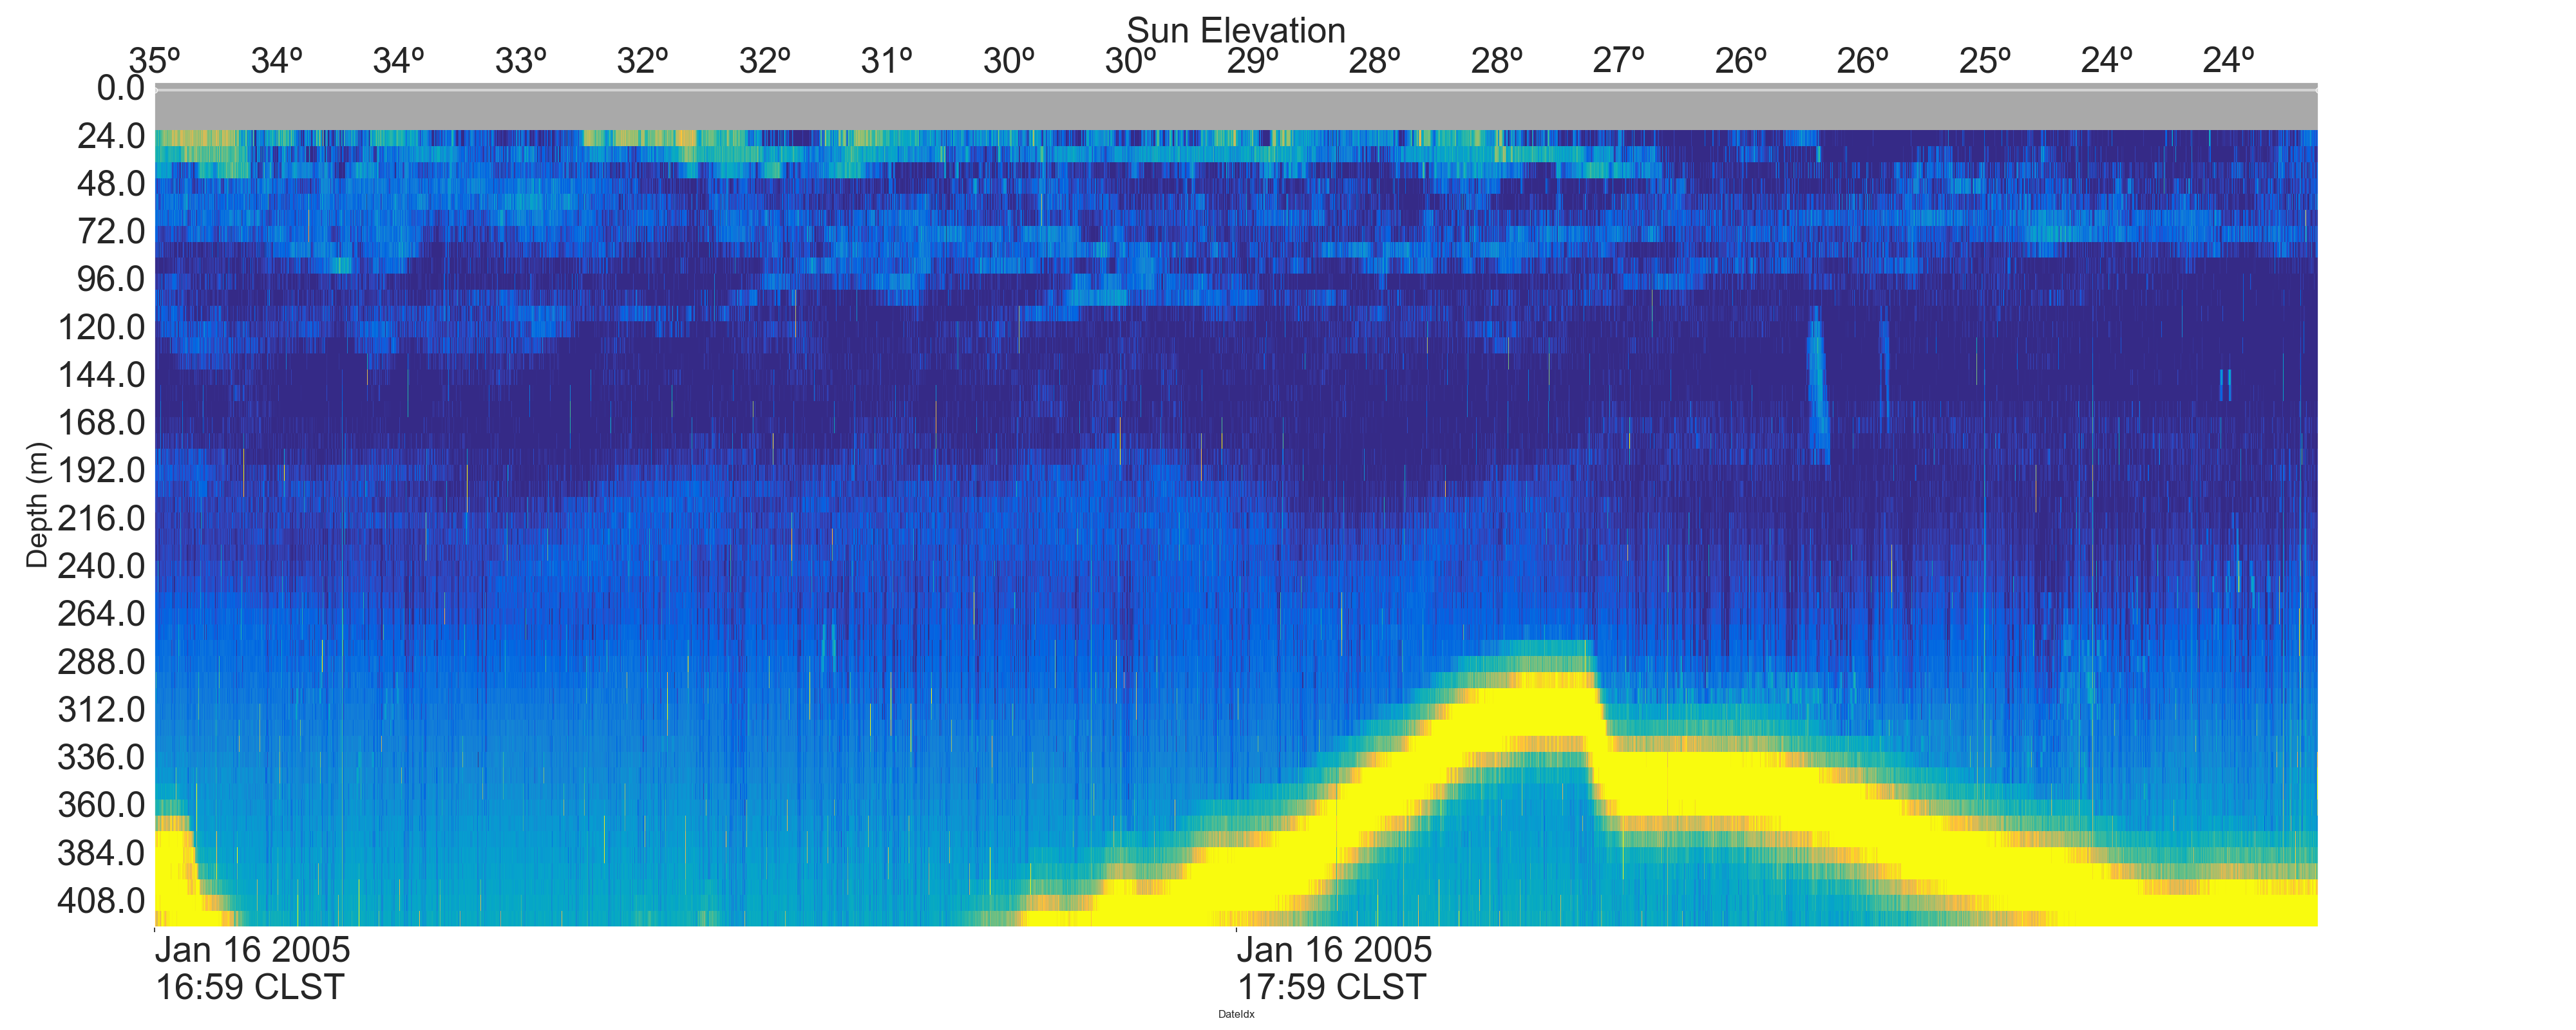 Sun Elevation
35º 34º 34º 33º 32º 32º 31º 30º 30º 29º 28º 28º 27º 26º 26º 25º 24º 24º
0.0
24.0
48.0
72.0
96.0
120.0
144.0
168.0
192.0
216.0
240.0
264.0
288.0
312.0
336.0
360.0
384.0
408.0
Depth (m)
Jan 16 2005
16:59 CLST
Jan 16 2005
17:59 CLST
DateIdx